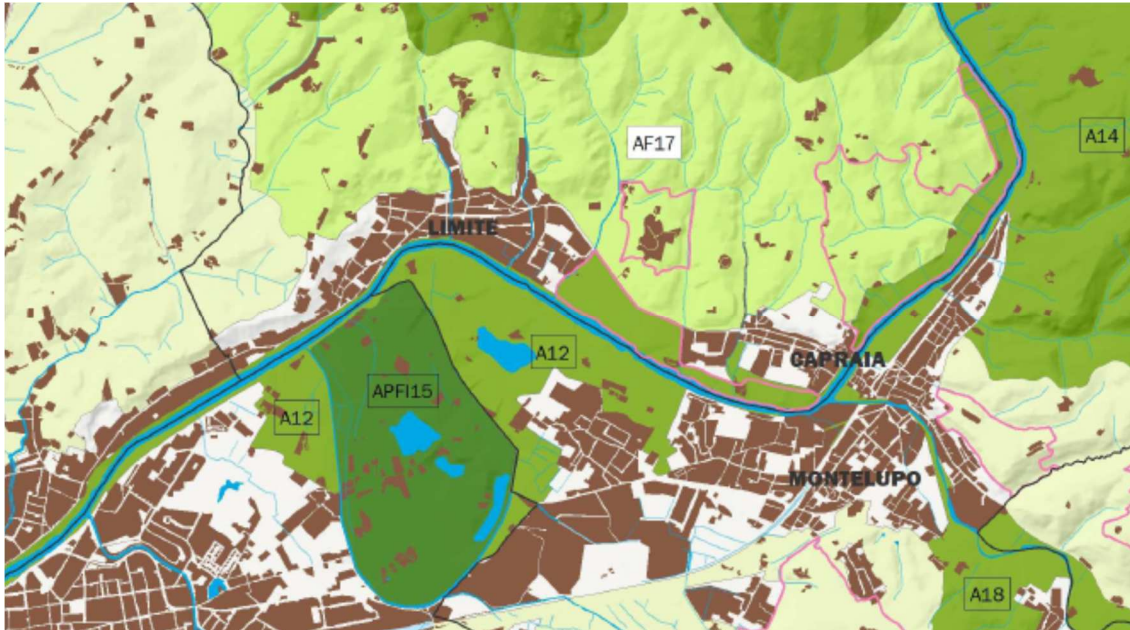 A14
AF17
LIMITE
A12
CAPRAIA
APFI15
A12
MONTELUPO
A18